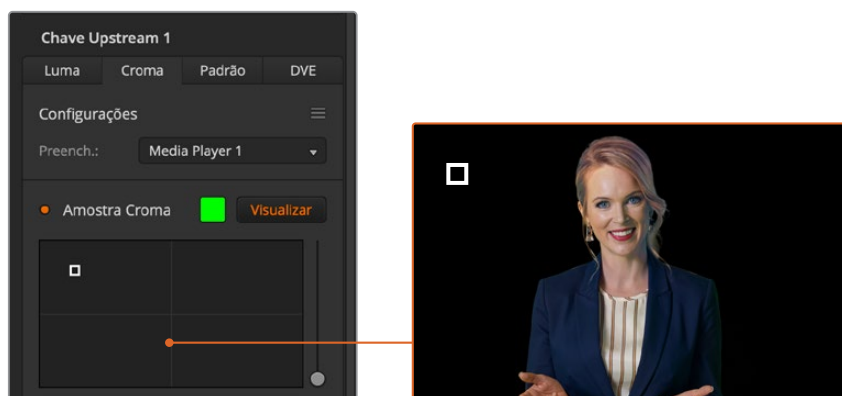 Chave Upstream 1
Luma Croma Padrão DVE
Configurações
Preench.: Media Player 1
Amostra Croma Visualizar